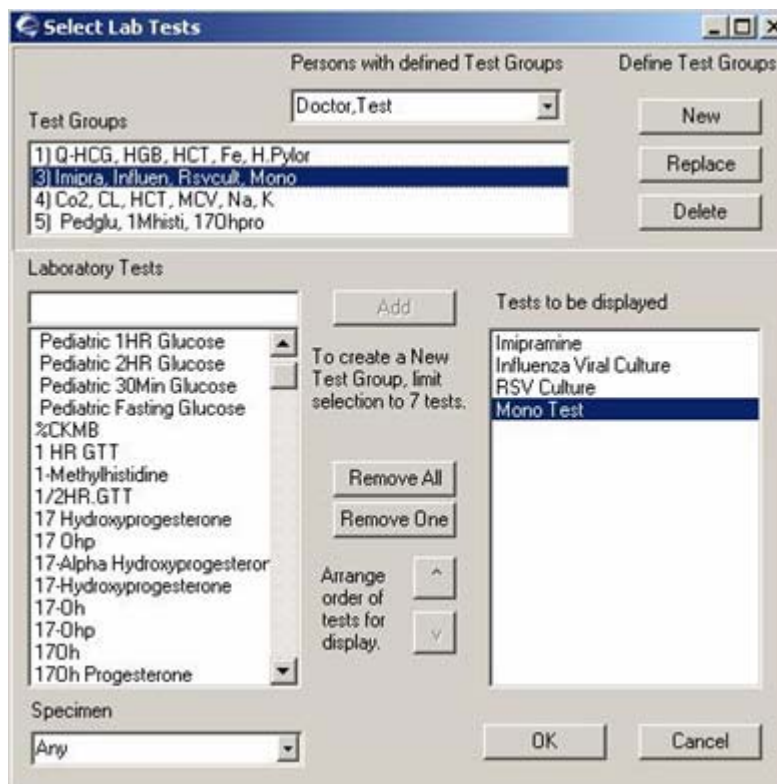 Select Lab Tests
Persons with defined Test Groups
Define Test Groups
Doctor,Test
New
Test Groups
1) Q-HCG, HGB, HCT, Fe, H.Pylor
3) Imipra, Influen, Rsvcult, Mono
4) Co2, CL, HCT, MCV, Na, K
5) Pedglu, 1Mhisti, 17Ohpro
Replace
Delete
Laboratory Tests
Add
Tests to be displayed
Pediatric 1HR Glucose
Pediatric 2HR Glucose
Pediatric 30Min Glucose
Pediatric Fasting Glucose
%CKMB
1 HR GTT
1-Methylhistidine
1/2HR.GTT
17 Hydroxyprogesterone
17 Ohp
17-Alpha Hydroxyprogesteron
17-Hydroxyprogesterone
17-Oh
17-Ohp
17Oh
17Oh Progesterone
To create a New
Test Group, limit
selection to 7 tests.
Remove All
Remove One
Arrange
order of
tests for
display.
^
v
Imipramine
Influenza Viral Culture
RSV Culture
Mono Test
Specimen
Any
OK
Cancel